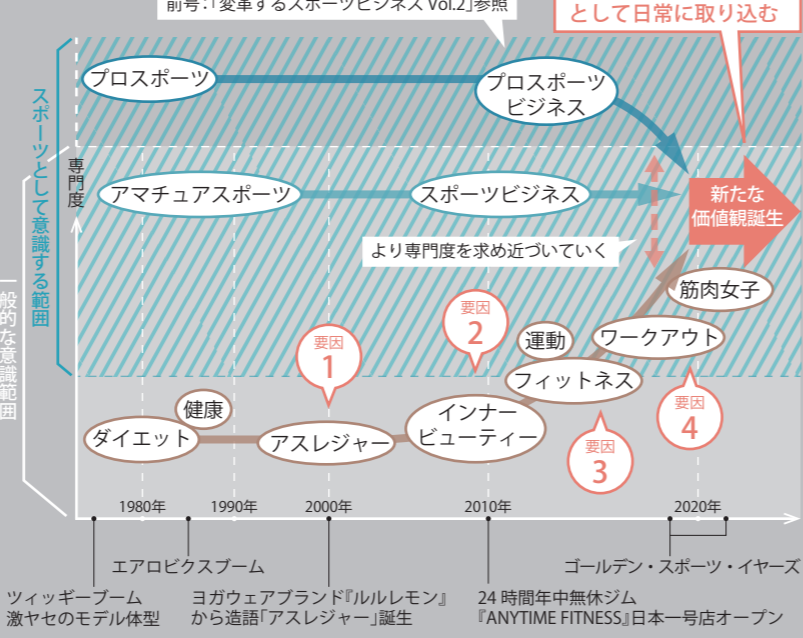 前号:「変革するスポーツビジネス Vol.2」参照
として日常に取り込む
プロスポーツ
プロスポーツ
ビジネス
スポーツとして意識する範囲
専門度
アマチュアスポーツ
スポーツビジネス
新たな
価値観誕生
より専門度を求め近づいていく
一般的な意識範囲
筋肉女子
要因
1
要因
2
運動
ワークアウト
フィットネス
健康
ダイエット
アスレジャー
インナー
ビューティー
要因
3
要因
4
1980年
1990年
2000年
2010年
2020年
エアロビクスブーム
ゴールデン・スポーツ・イヤーズ
ツィッギーブーム
激ヤセのモデル体型
ヨガウェアブランド『ルルレモン』
から造語「アスレジャー」誕生
24時間年中無休ジム
『ANYTIME FITNESS』日本一号店オープン